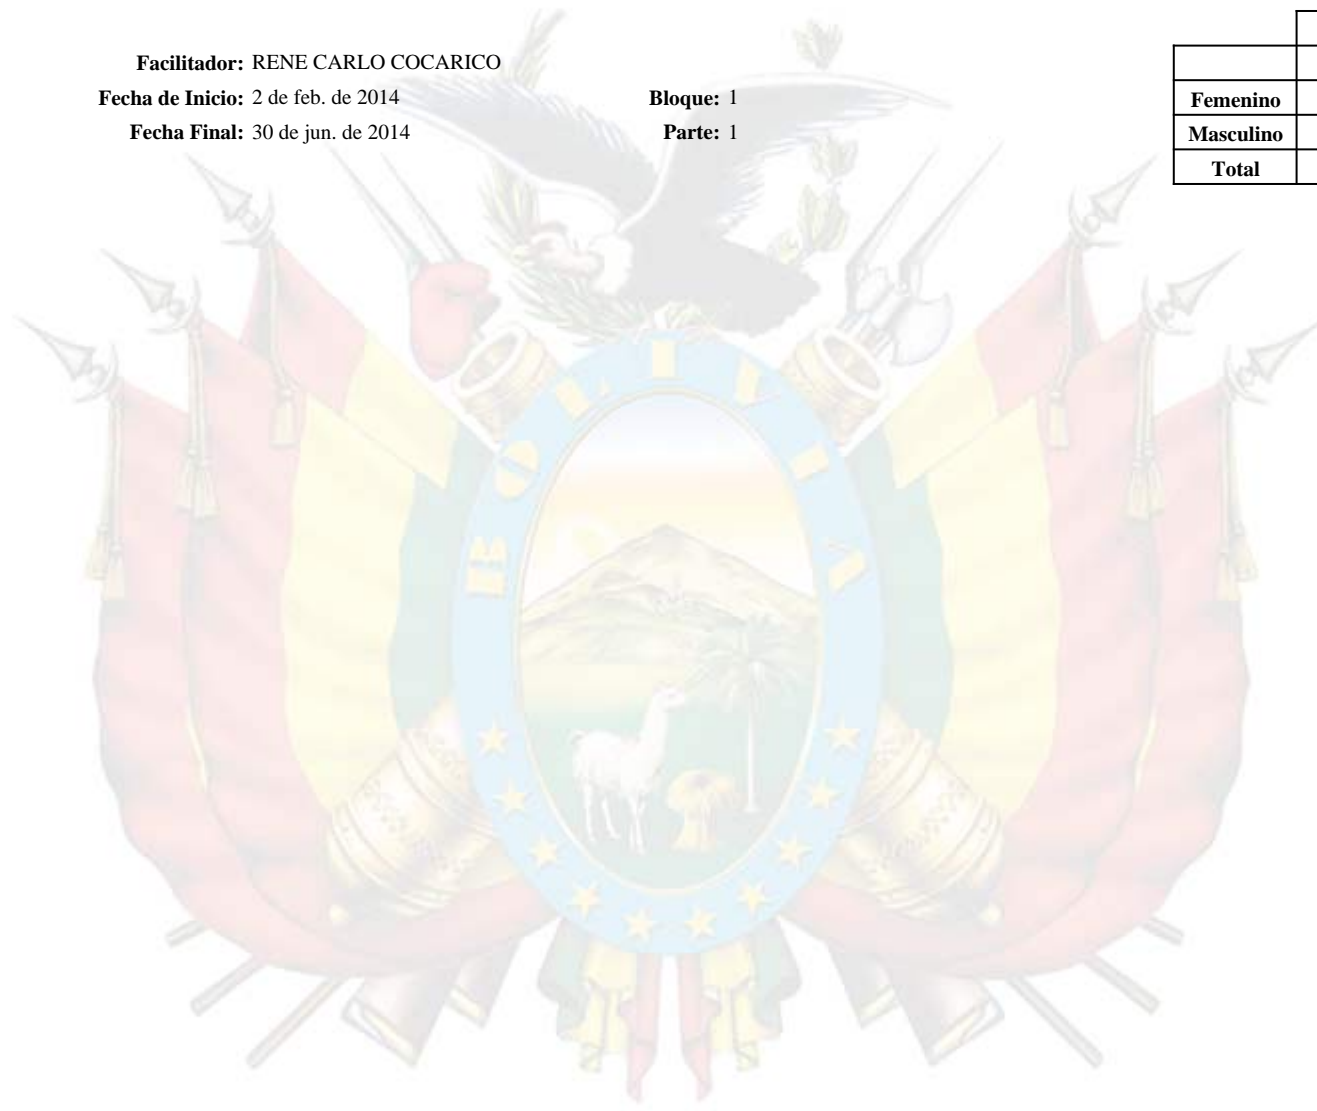 Facilitador: RENE CARLO COCARICO
Fecha de Inicio: 2 de feb. de 2014 Bloque: 1
Fecha Final: 30 de jun. de 2014 Parte: 1
Femenino
Masculino
Total
BOLIVIA